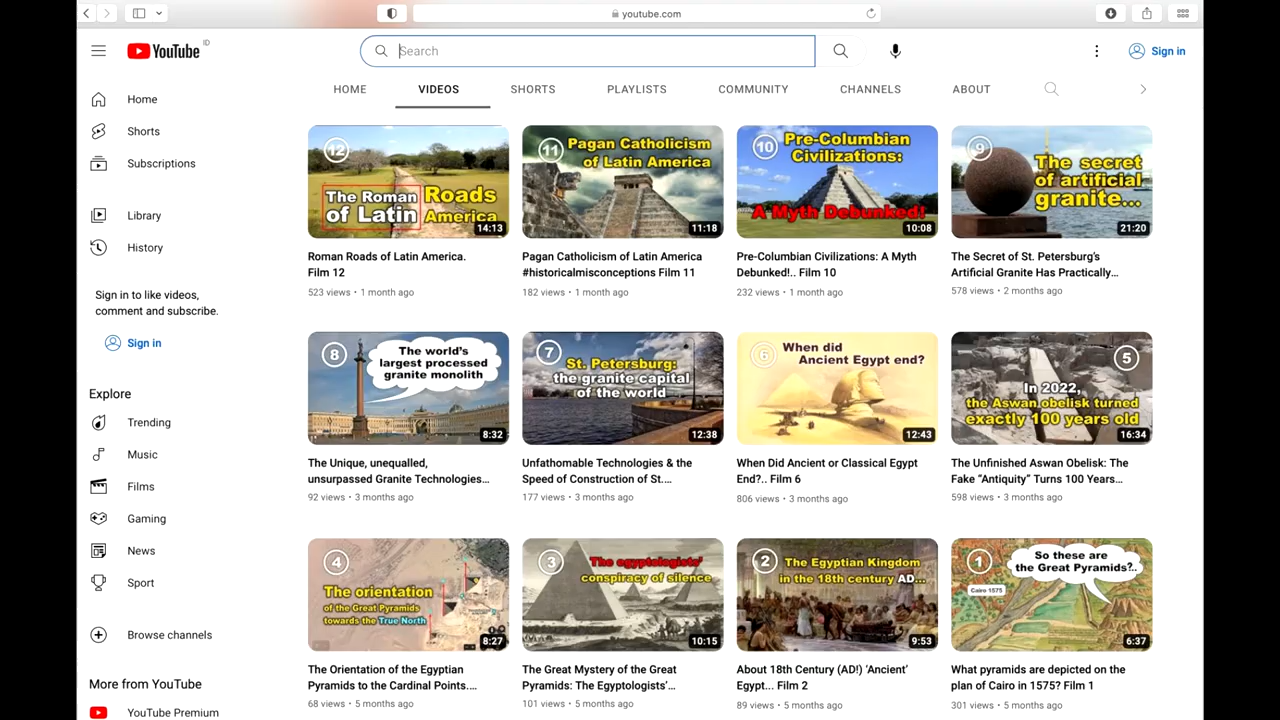 youtube.com
YouTube ID
Search
Sign in
HOME VIDEOS SHORTS PLAYLISTS COMMUNITY CHANNELS ABOUT
Home
Shorts
Subscriptions
Library
History
Sign in to like videos,
comment and subscribe.
Sign in
Explore
Trending
Music
Films
Gaming
News
Sport
Browse channels
More from YouTube
YouTube Premium
12
The Roman Roads
of Latin America
14:13
Roman Roads of Latin America.
Film 12
523 views • 1 month ago
11
Pagan Catholicism
of Latin America
11:18
Pagan Catholicism of Latin America
#historicalmisconceptions Film 11
182 views • 1 month ago
10
Pre-Columbian
Civilizations:
A Myth Debunked!
10:08
Pre-Columbian Civilizations: A Myth
Debunked!.. Film 10
232 views • 1 month ago
9
The secret
of artificial
granite...
21:20
The Secret of St. Petersburg's
Artificial Granite Has Practically...
578 views • 2 months ago
8
The world's
largest processed
granite monolith
8:32
The Unique, unequalled,
unsurpassed Granite Technologies...
92 views • 3 months ago
7
St. Petersburg:
the granite capital
of the world
12:38
Unfathomable Technologies & the
Speed of Construction of St....
177 views • 3 months ago
6
When did
Ancient Egypt end?
12:43
When Did Ancient or Classical Egypt
End?.. Film 6
806 views • 3 months ago
5
In 2022,
the Aswan obelisk turned
exactly 100 years old
16:34
The Unfinished Aswan Obelisk: The
Fake “Antiquity” Turns 100 Years...
598 views • 3 months ago
4
The orientation
of the Great Pyramids
towards the True North
8:27
The Orientation of the Egyptian
Pyramids to the Cardinal Points....
68 views • 5 months ago
3
The egyptologists'
conspiracy of silence
10:15
The Great Mystery of the Great
Pyramids: The Egyptologists'...
101 views • 5 months ago
2
The Egyptian Kingdom
in the 18th century AD...
9:53
About 18th Century (AD!) ‘Ancient’
Egypt... Film 2
89 views • 5 months ago
1
So these are
the Great Pyramids?..
Cairo 1575
6:37
What pyramids are depicted on the
plan of Cairo in 1575? Film 1
301 views • 5 months ago